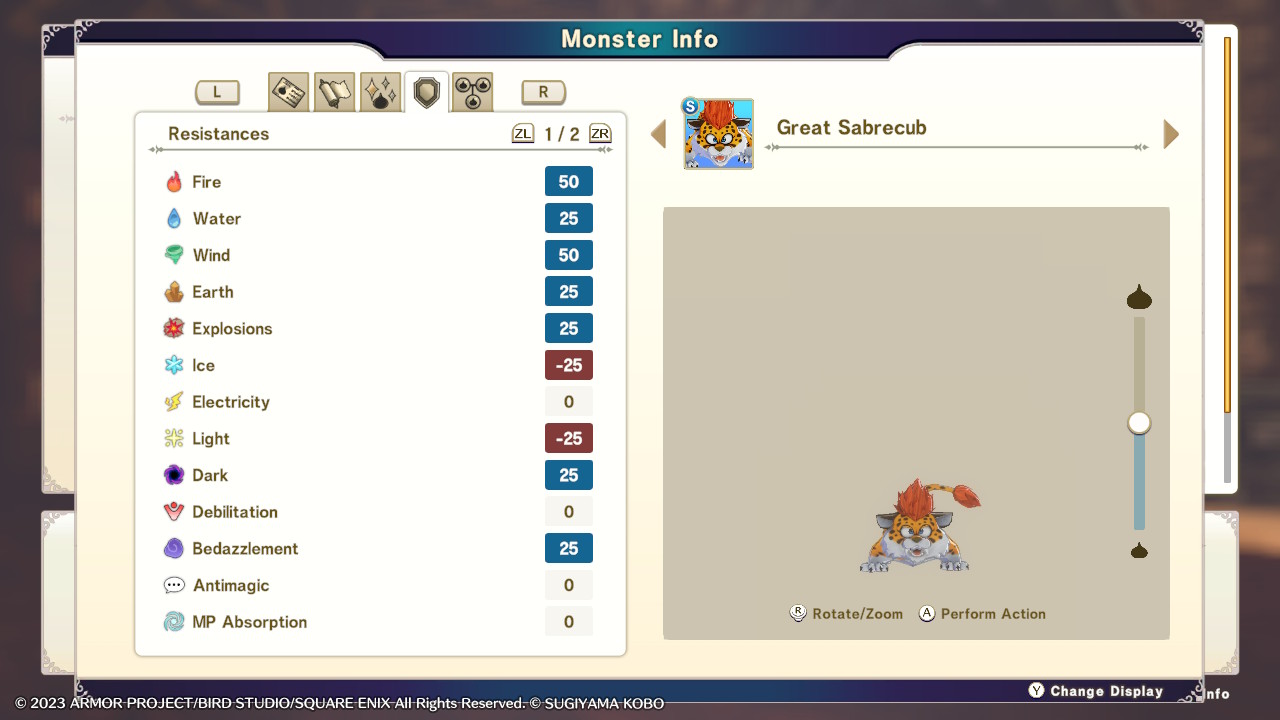 Monster Info
L
R
Resistances
ZL 1 / 2 ZR
Fire 50
Water 25
Wind 50
Earth 25
Explosions 25
Ice -25
Electricity 0
Light -25
Dark 25
Debilitation 0
Bedazzlement 25
Antimagic 0
MP Absorption 0
S
Great Sabrecub
R Rotate/Zoom A Perform Action
Y Change Display
Info
© 2023 ARMOR PROJECT/BIRD STUDIO/SQUARE ENIX All Rights Reserved. © SUGIYAMA KOBO